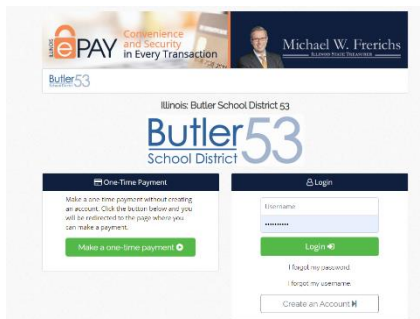 ILLINOIS ePAY
Convenience
and Security
in Every Transaction
Michael W. Frerichs
ILLINOIS STATE TREASURER
Butler53
School District
Illinois: Butler School District 53
Butler53
School District
One-Time Payment
Make a one time payment without creating
an account. Click the button below and you
will be redirected to the page where you
can make a payment.
Make a one-time payment
Login
Username
••••••••••
Login
I forgot my password
I forgot my username
Create an Account